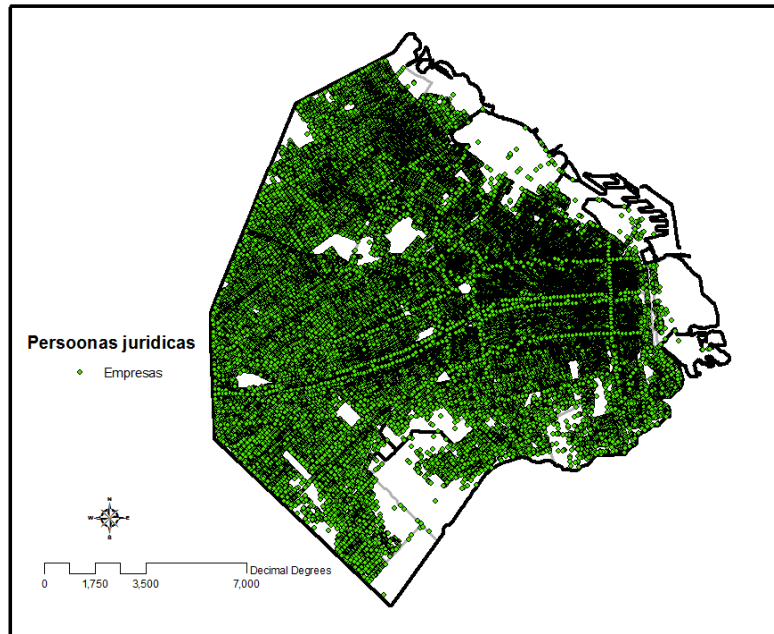 Persoonas juridicas
Empresas
N
W E
S
Decimal Degrees
0 1,750 3,500 7,000